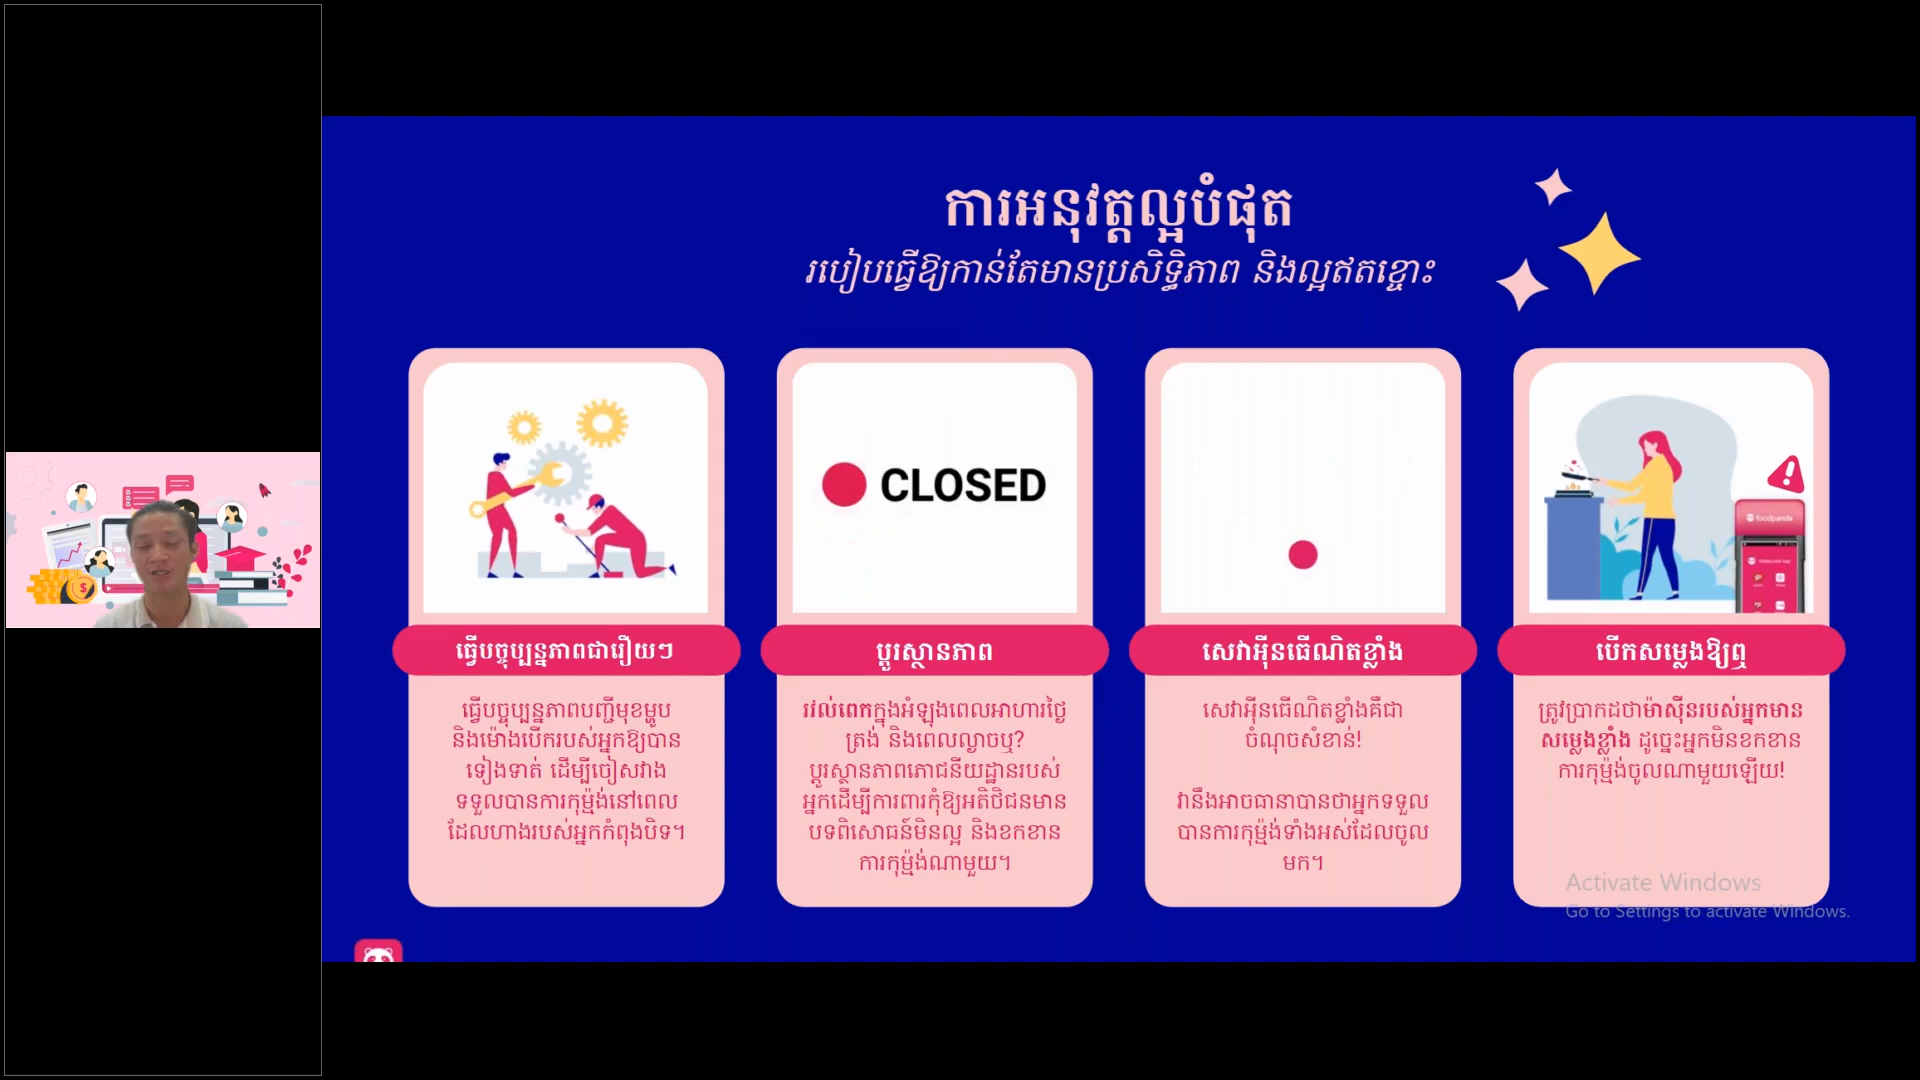 ការអនុវត្តល្អបំផុត
របៀបធ្វើឱ្យកាន់តែមានប្រសិទ្ធិភាព និងល្អឥតខ្ចោះ
CLOSED
foodpanda
ធ្វើបច្ចុប្បន្នភាពជារឿយៗ
ធ្វើបច្ចុប្បន្នភាពបញ្ជីមុខម្ហូប
និងម៉ោងបើករបស់អ្នកឱ្យបាន
ទៀងទាត់ ដើម្បីចៀសវាង
ទទួលបានការកុម្ម៉ង់នៅពេល
ដែលហាងរបស់អ្នកកំពុងបិទ។
ប្តូរស្ថានភាព
រវល់ពេកក្នុងអំឡុងពេលអាហារថ្ងៃ
ត្រង់ និងពេលល្ងាចឬ?
ប្តូរស្ថានភាពភោជនីយដ្ឋានរបស់
អ្នកដើម្បីការពារកុំឱ្យអតិថិជនមាន
បទពិសោធន៍មិនល្អ និងខកខាន
ការកុម្ម៉ង់ណាមួយ។
សេវាអ៊ីនធើណិតខ្លាំង
សេវាអ៊ីនធើណិតខ្លាំងគឺជា
ចំណុចសំខាន់!
វានឹងអាចធានាបានថាអ្នកទទួល
បានការកុម្ម៉ង់ទាំងអស់ដែលចូល
មក។
បើកសម្លេងឱ្យឮ
ត្រូវប្រាកដថាម៉ាស៊ីនរបស់អ្នកមាន
សម្លេងខ្លាំង ដូច្នេះអ្នកមិនខកខាន
ការកុម្ម៉ង់ចូលណាមួយឡើយ!
Activate Windows
Go to Settings to activate Windows.